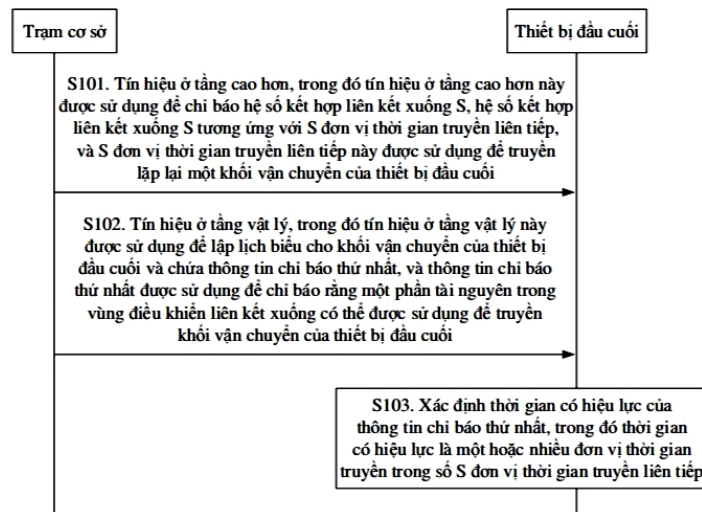 Trạm cơ sở
Thiết bị đầu cuối
S101. Tín hiệu ở tầng cao hơn, trong đó tín hiệu ở tầng cao hơn này
được sử dụng để chỉ báo hệ số kết hợp liên kết xuống S, hệ số kết hợp
liên kết xuống S tương ứng với S đơn vị thời gian truyền liên tiếp,
và S đơn vị thời gian truyền liên tiếp này được sử dụng để truyền
lặp lại một khối vận chuyển của thiết bị đầu cuối
S102. Tín hiệu ở tầng vật lý, trong đó tín hiệu ở tầng vật lý này
được sử dụng để lập lịch biểu cho khối vận chuyển của thiết bị
đầu cuối và chứa thông tin chỉ báo thứ nhất, và thông tin chỉ báo
thứ nhất được sử dụng để chỉ báo rằng một phần tài nguyên trong
vùng điều khiển liên kết xuống có thể được sử dụng để truyền
khối vận chuyển của thiết bị đầu cuối
S103. Xác định thời gian có hiệu lực của
thông tin chỉ báo thứ nhất, trong đó thời gian
có hiệu lực là một hoặc nhiều đơn vị thời gian
truyền trong số S đơn vị thời gian truyền liên tiếp